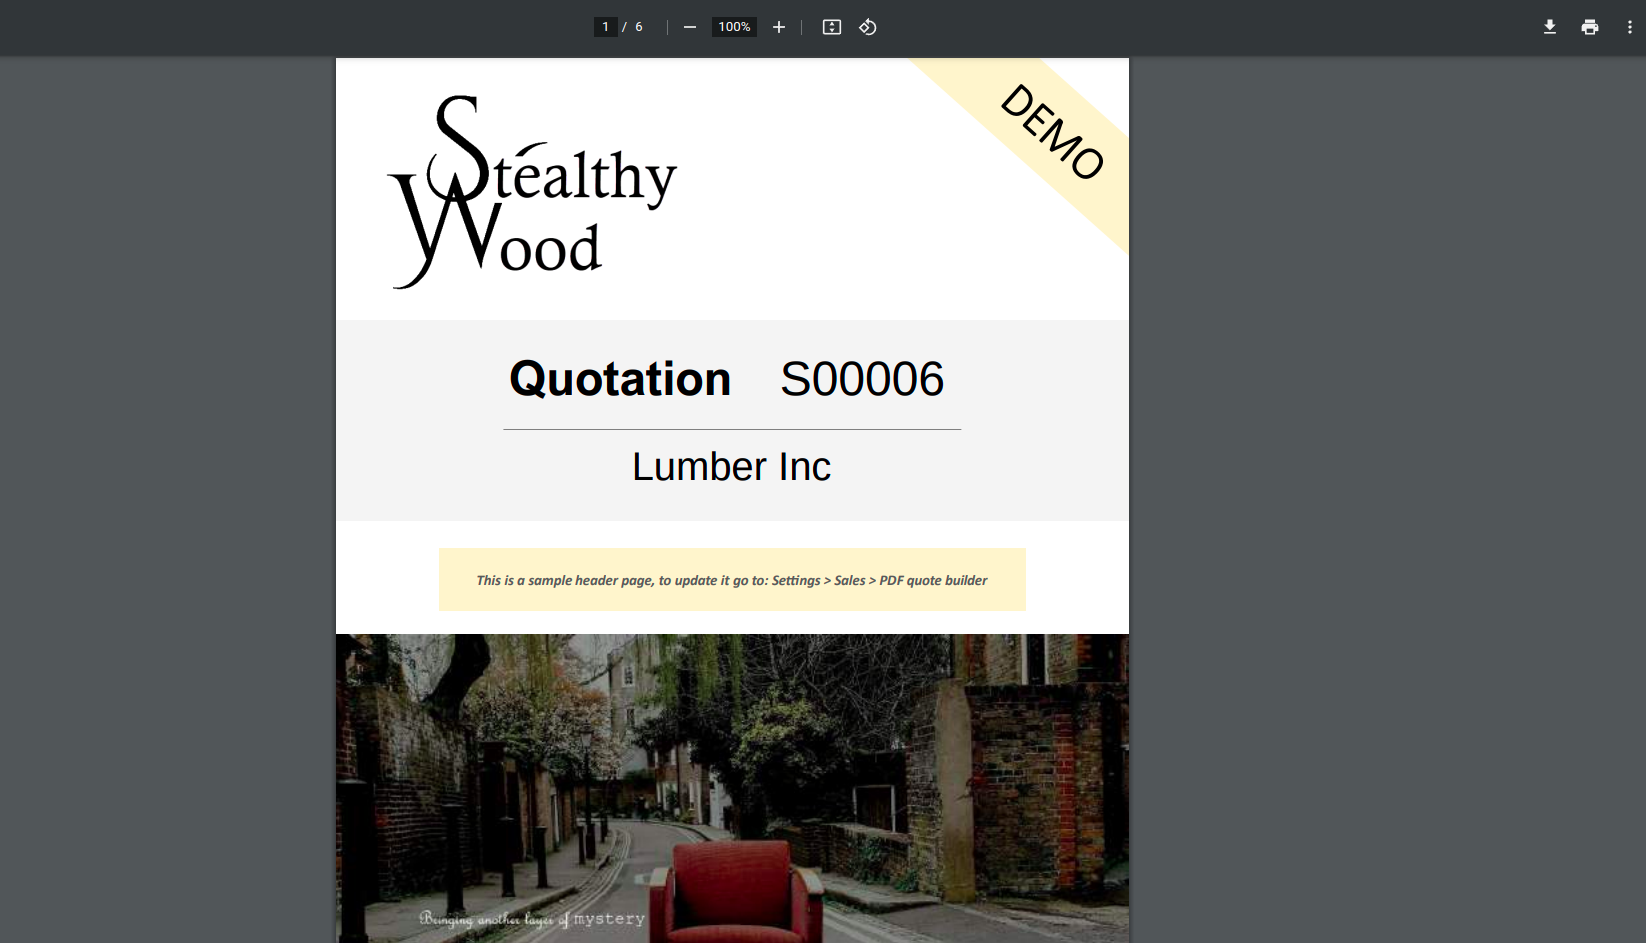 1 / 6
100%
DEMO
Stealthy
Wood
Quotation S00006
Lumber Inc
This is a sample header page, to update it go to: Settings > Sales > PDF quote builder
Bringing another layer of mystery